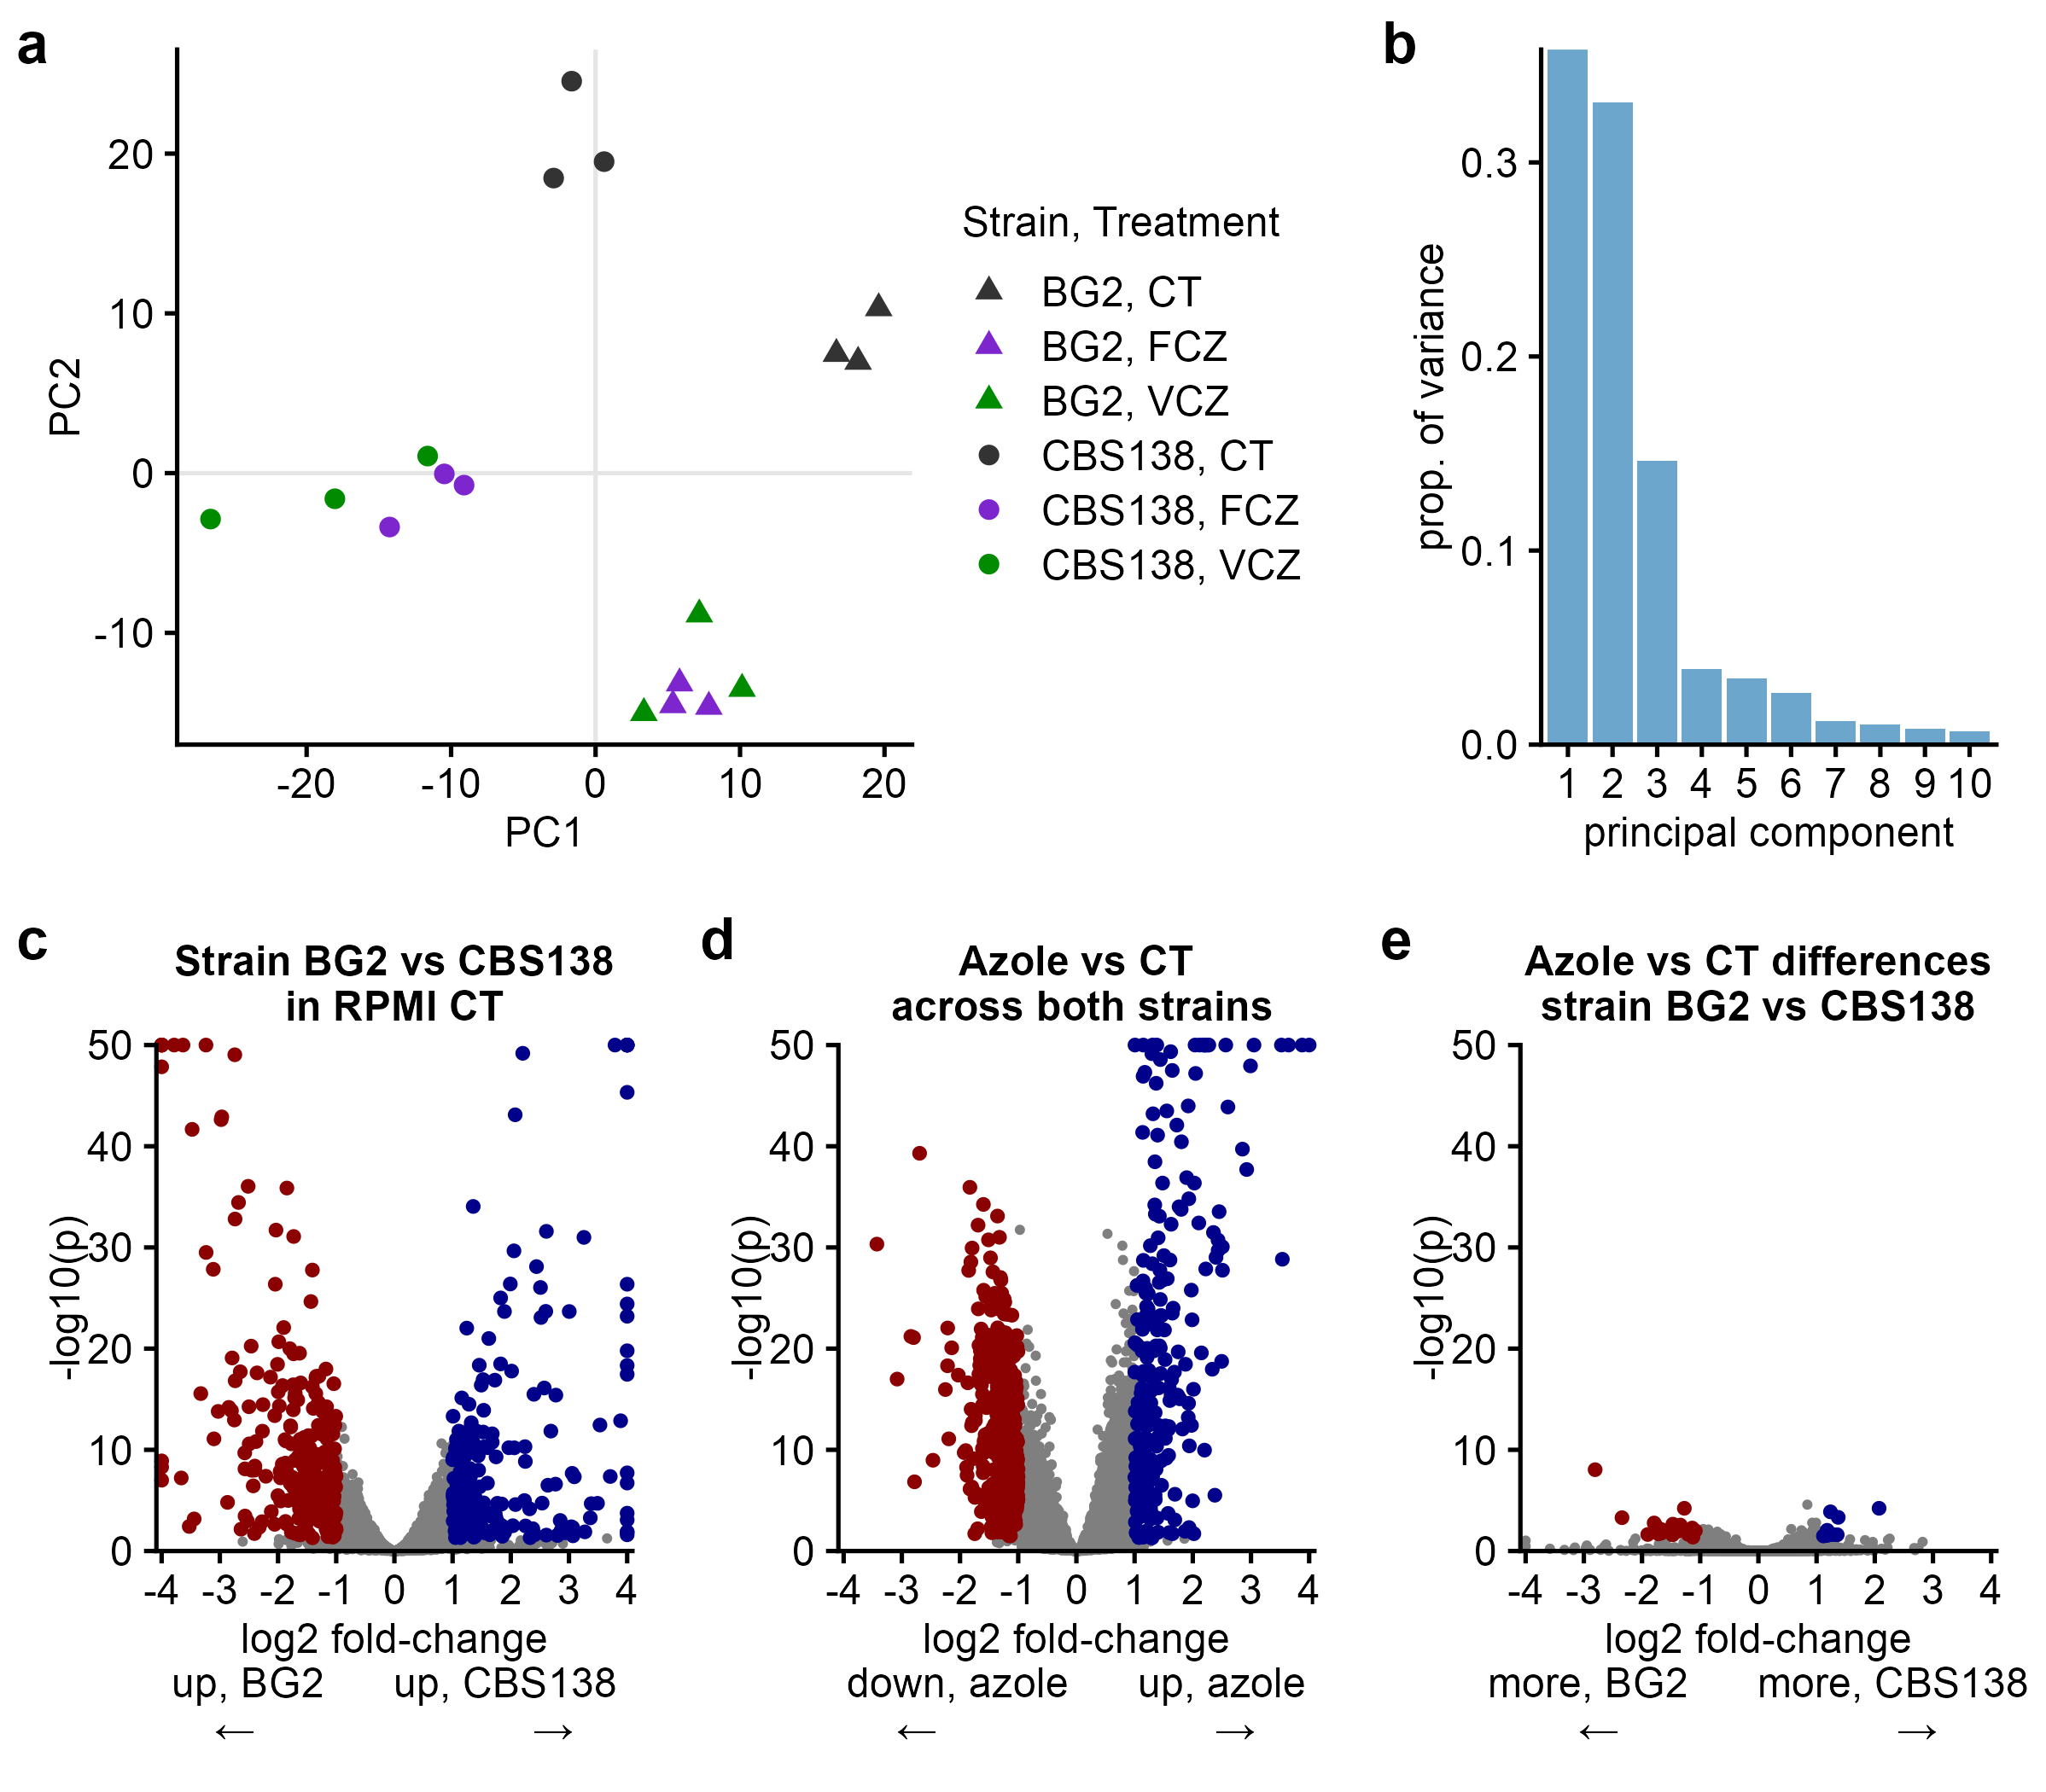 a
20
10
0
-10
PC2
-20
-10
0
10
20
PC1
Strain, Treatment
BG2, CT
BG2, FCZ
BG2, VCZ
CBS138, CT
CBS138, FCZ
CBS138, VCZ
b
0.3
0.2
0.1
0.0
prop. of variance
1 2 3 4 5 6 7 8 9 10
principal component
c
Strain BG2 vs CBS138
in RPMI CT
50
40
30
20
10
0
-log10(p)
-4 -3 -2 -1 0 1 2 3 4
log2 fold-change
up, BG2 up, CBS138
← →
d
Azole vs CT
across both strains
50
40
30
20
10
0
-log10(p)
-4 -3 -2 -1 0 1 2 3 4
log2 fold-change
down, azole up, azole
← →
e
Azole vs CT differences
strain BG2 vs CBS138
50
40
30
20
10
0
-log10(p)
-4 -3 -2 -1 0 1 2 3 4
log2 fold-change
more, BG2 more, CBS138
← →